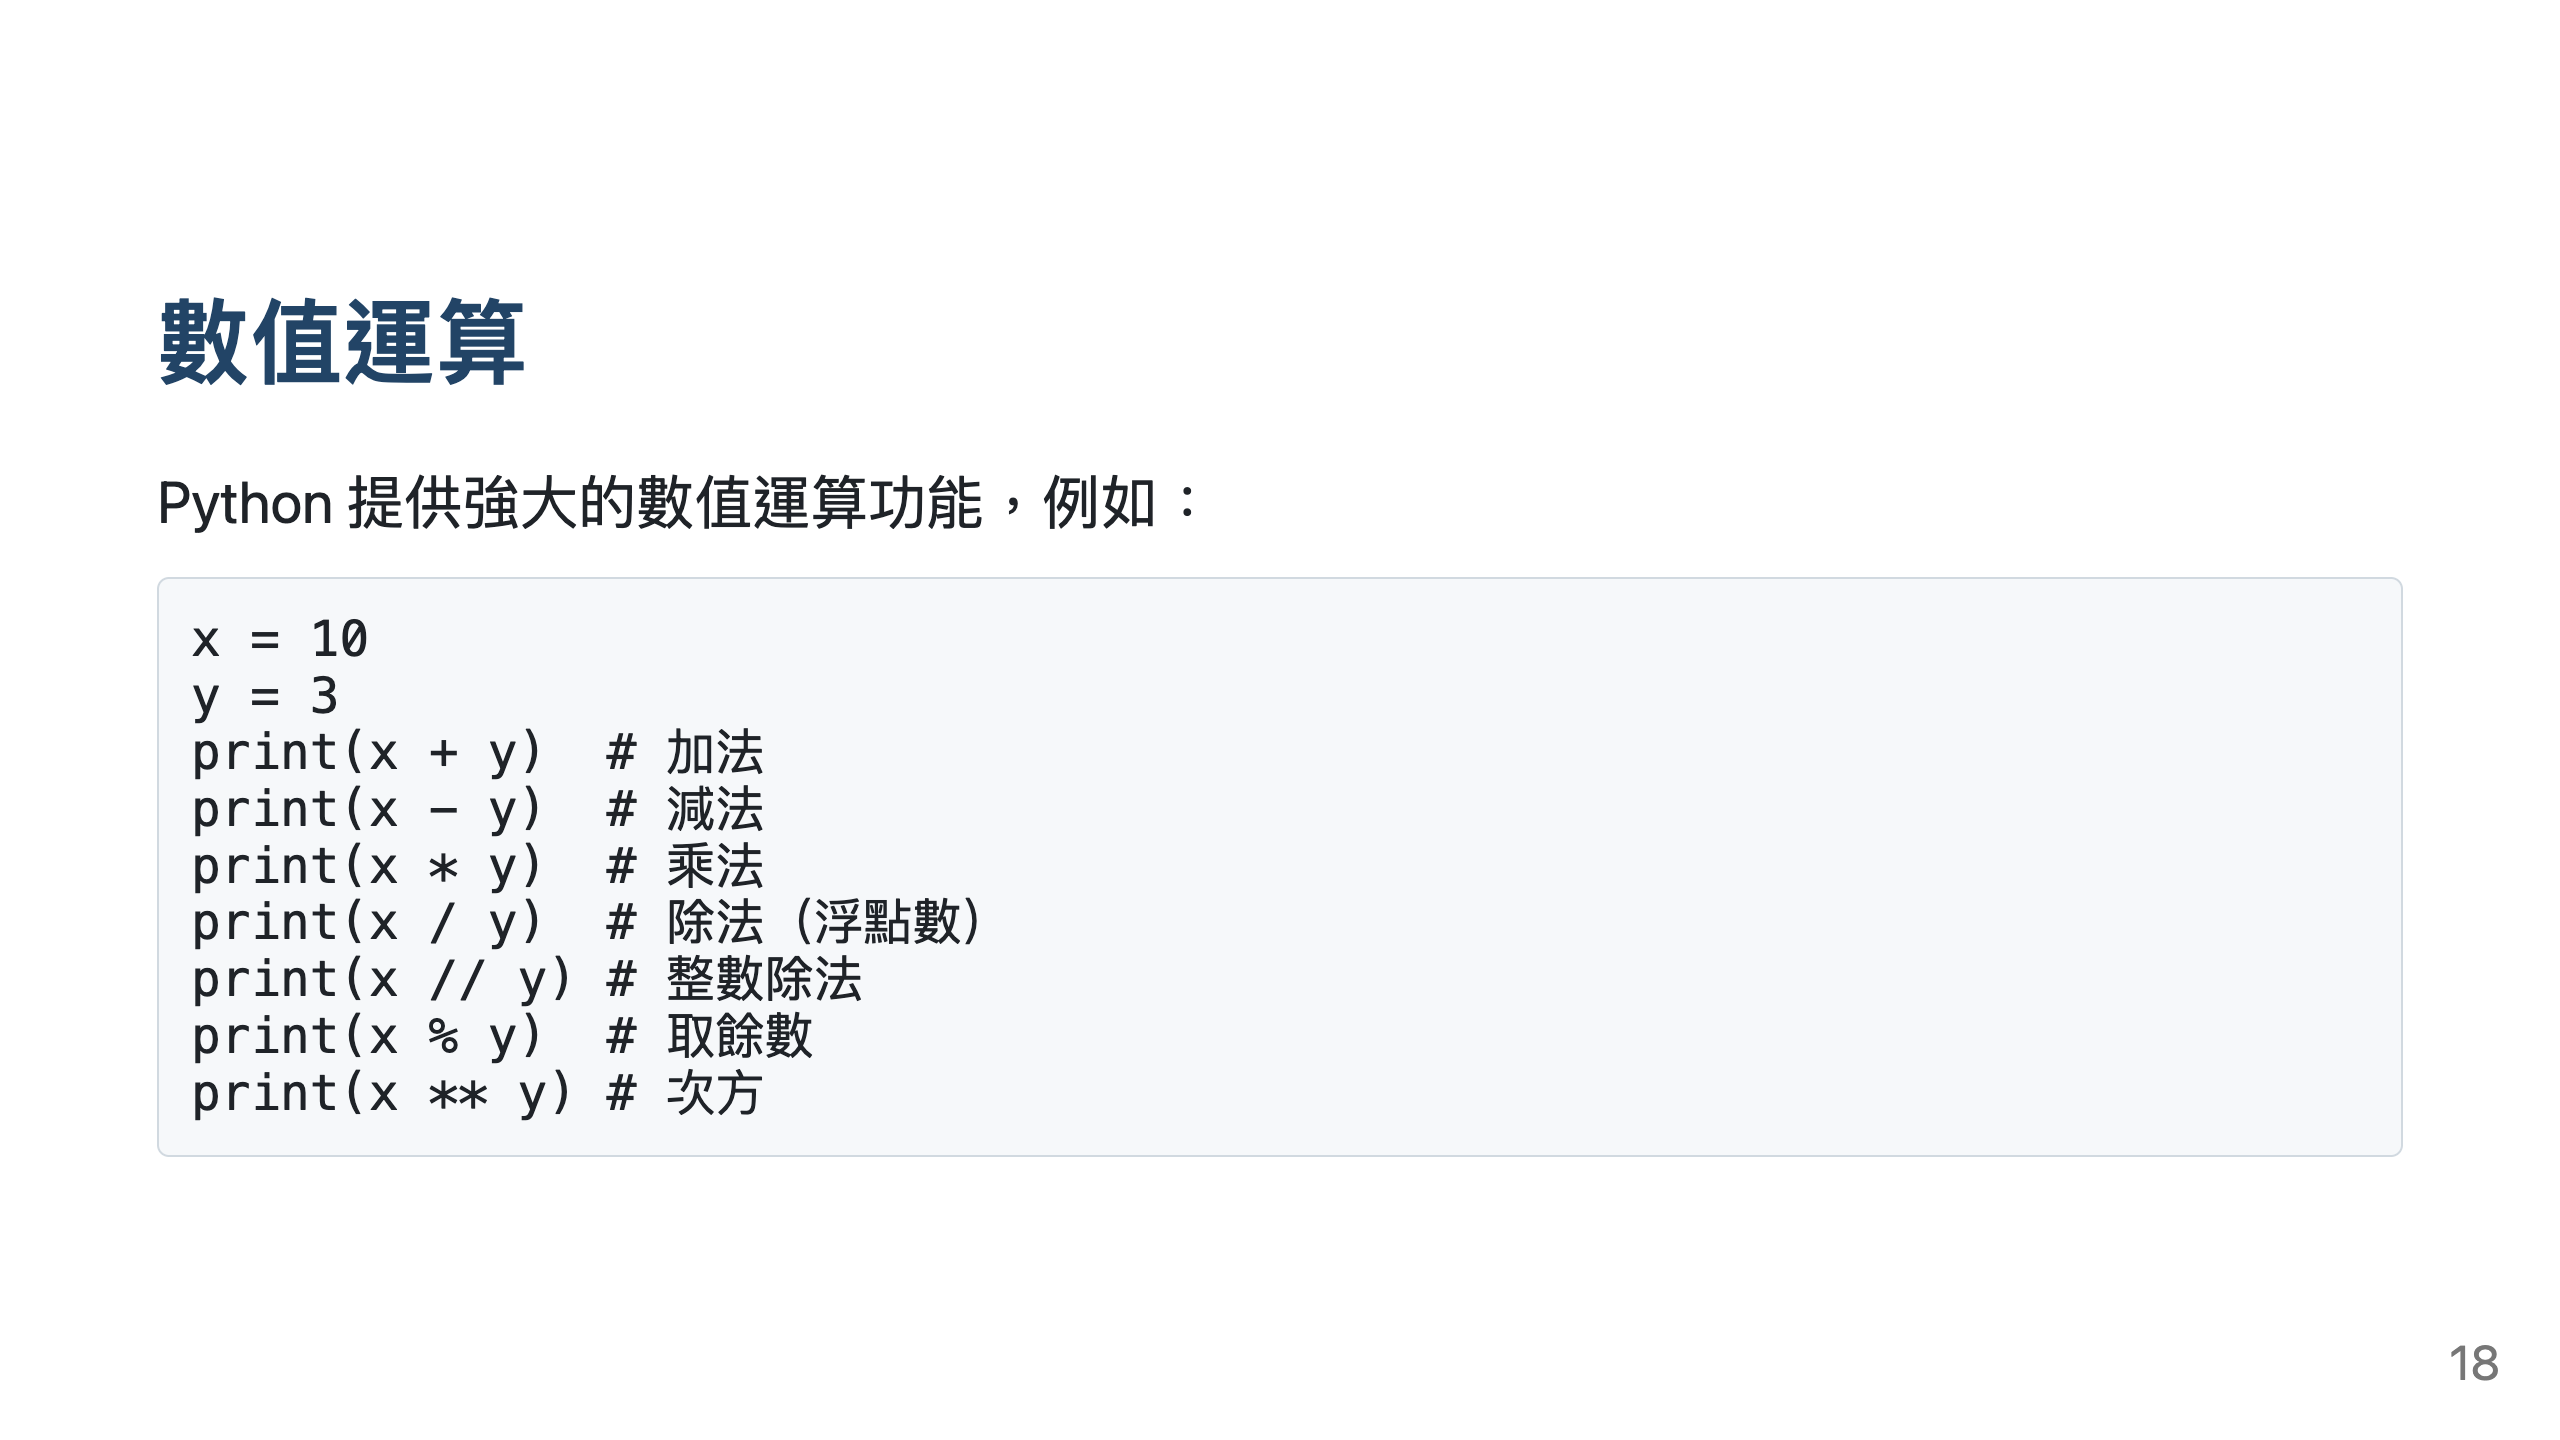 數值運算
Python 提供強大的數值運算功能，例如：
x = 10
y = 3
print(x + y)  # 加法
print(x - y)  # 減法
print(x * y)  # 乘法
print(x / y)  # 除法（浮點數）
print(x // y) # 整數除法
print(x % y)  # 取餘數
print(x ** y) # 次方
18